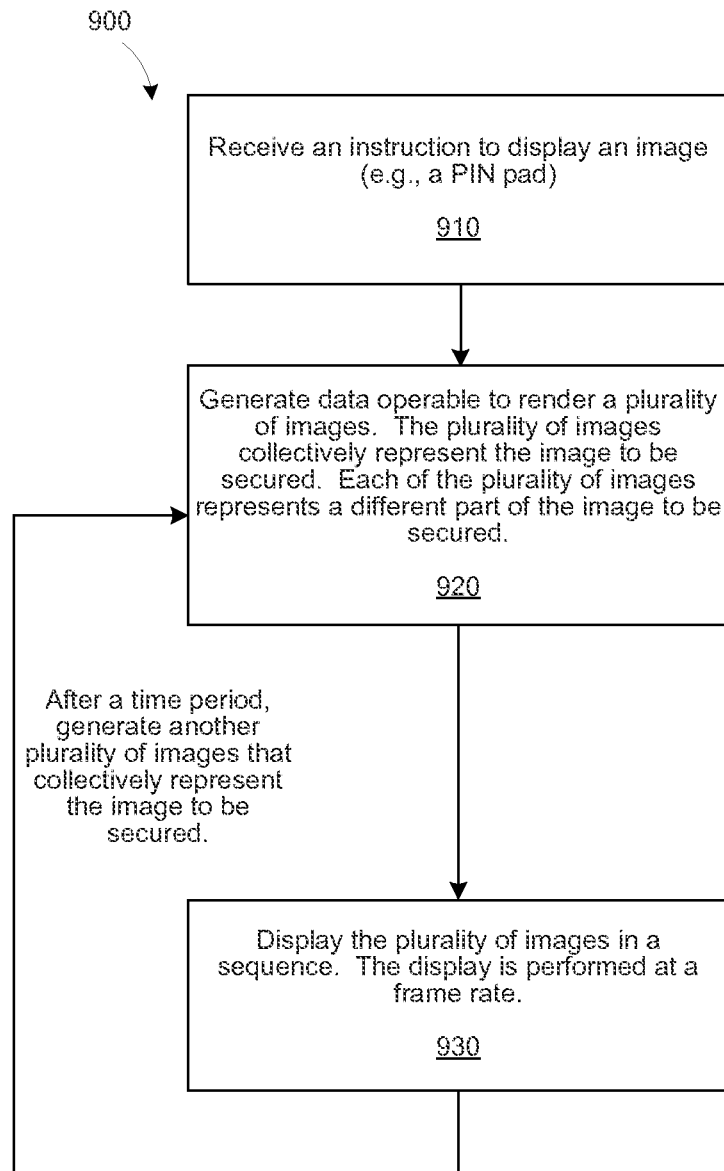 900
Receive an instruction to display an image
(e.g., a PIN pad)
910
Generate data operable to render a plurality
of images. The plurality of images
collectively represent the image to be
secured. Each of the plurality of images
represents a different part of the image to be
secured.
920
After a time period,
generate another
plurality of images that
collectively represent
the image to be
secured.
Display the plurality of images in a
sequence. The display is performed at a
frame rate.
930